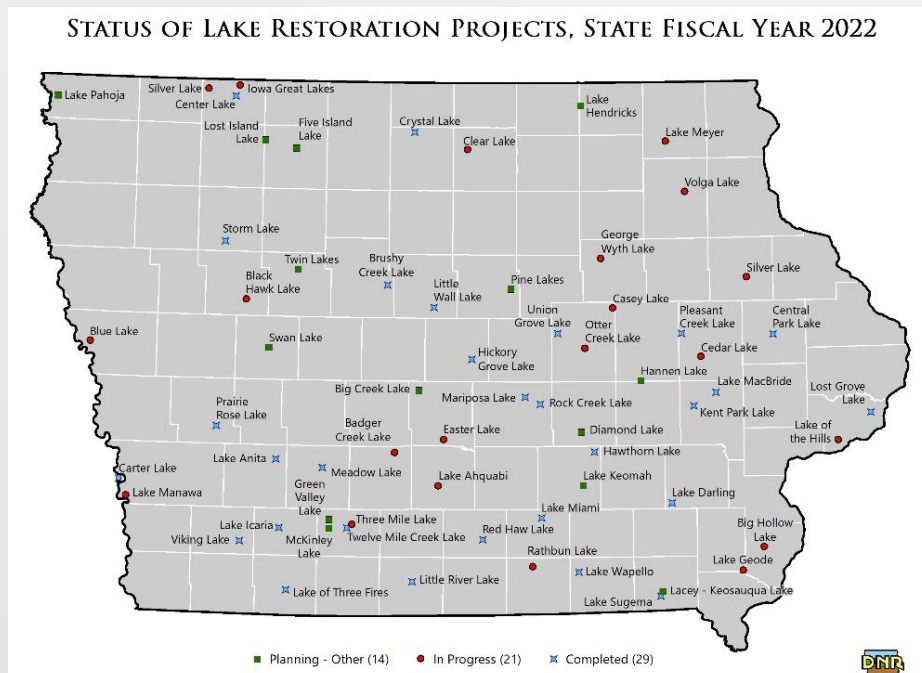 STATUS OF LAKE RESTORATION PROJECTS, STATE FISCAL YEAR 2022
Lake Pahoja
Silver Lake
Iowa Great Lakes
Center Lake
Lost Island
Lake
Five Island
Lake
Crystal Lake
Clear Lake
Lake
Hendricks
Lake Meyer
Volga Lake
Storm Lake
Twin Lakes
Black
Hawk Lake
Brushy
Creek Lake
Little
Wall Lake
Pine Lakes
George
Wyth Lake
Silver Lake
Casey Lake
Union
Grove Lake
Otter
Creek Lake
Pleasant
Creek Lake
Central
Park Lake
Blue Lake
Swan Lake
Hickory
Grove Lake
Cedar Lake
Hannen Lake
Big Creek Lake
Mariposa Lake
Rock Creek Lake
Lake MacBride
Kent Park Lake
Lost Grove
Lake
Prairie
Rose Lake
Badger
Creek Lake
Easter Lake
Diamond Lake
Lake of
the Hills
Lake Anita
Meadow Lake
Hawthorn Lake
Carter Lake
Lake Manawa
Green
Valley
Lake
Lake Ahquabi
Lake Keomah
Lake Darling
Lake Icaria
Three Mile Lake
Lake Miami
Viking Lake
McKinley
Lake
Twelve Mile Creek Lake
Red Haw Lake
Big Hollow
Lake
Rathbun Lake
Lake Geode
Lake of Three Fires
Little River Lake
Lake Wapello
Lacey - Keosauqua Lake
Lake Sugema
Planning - Other (14)
In Progress (21)
Completed (29)
DNR